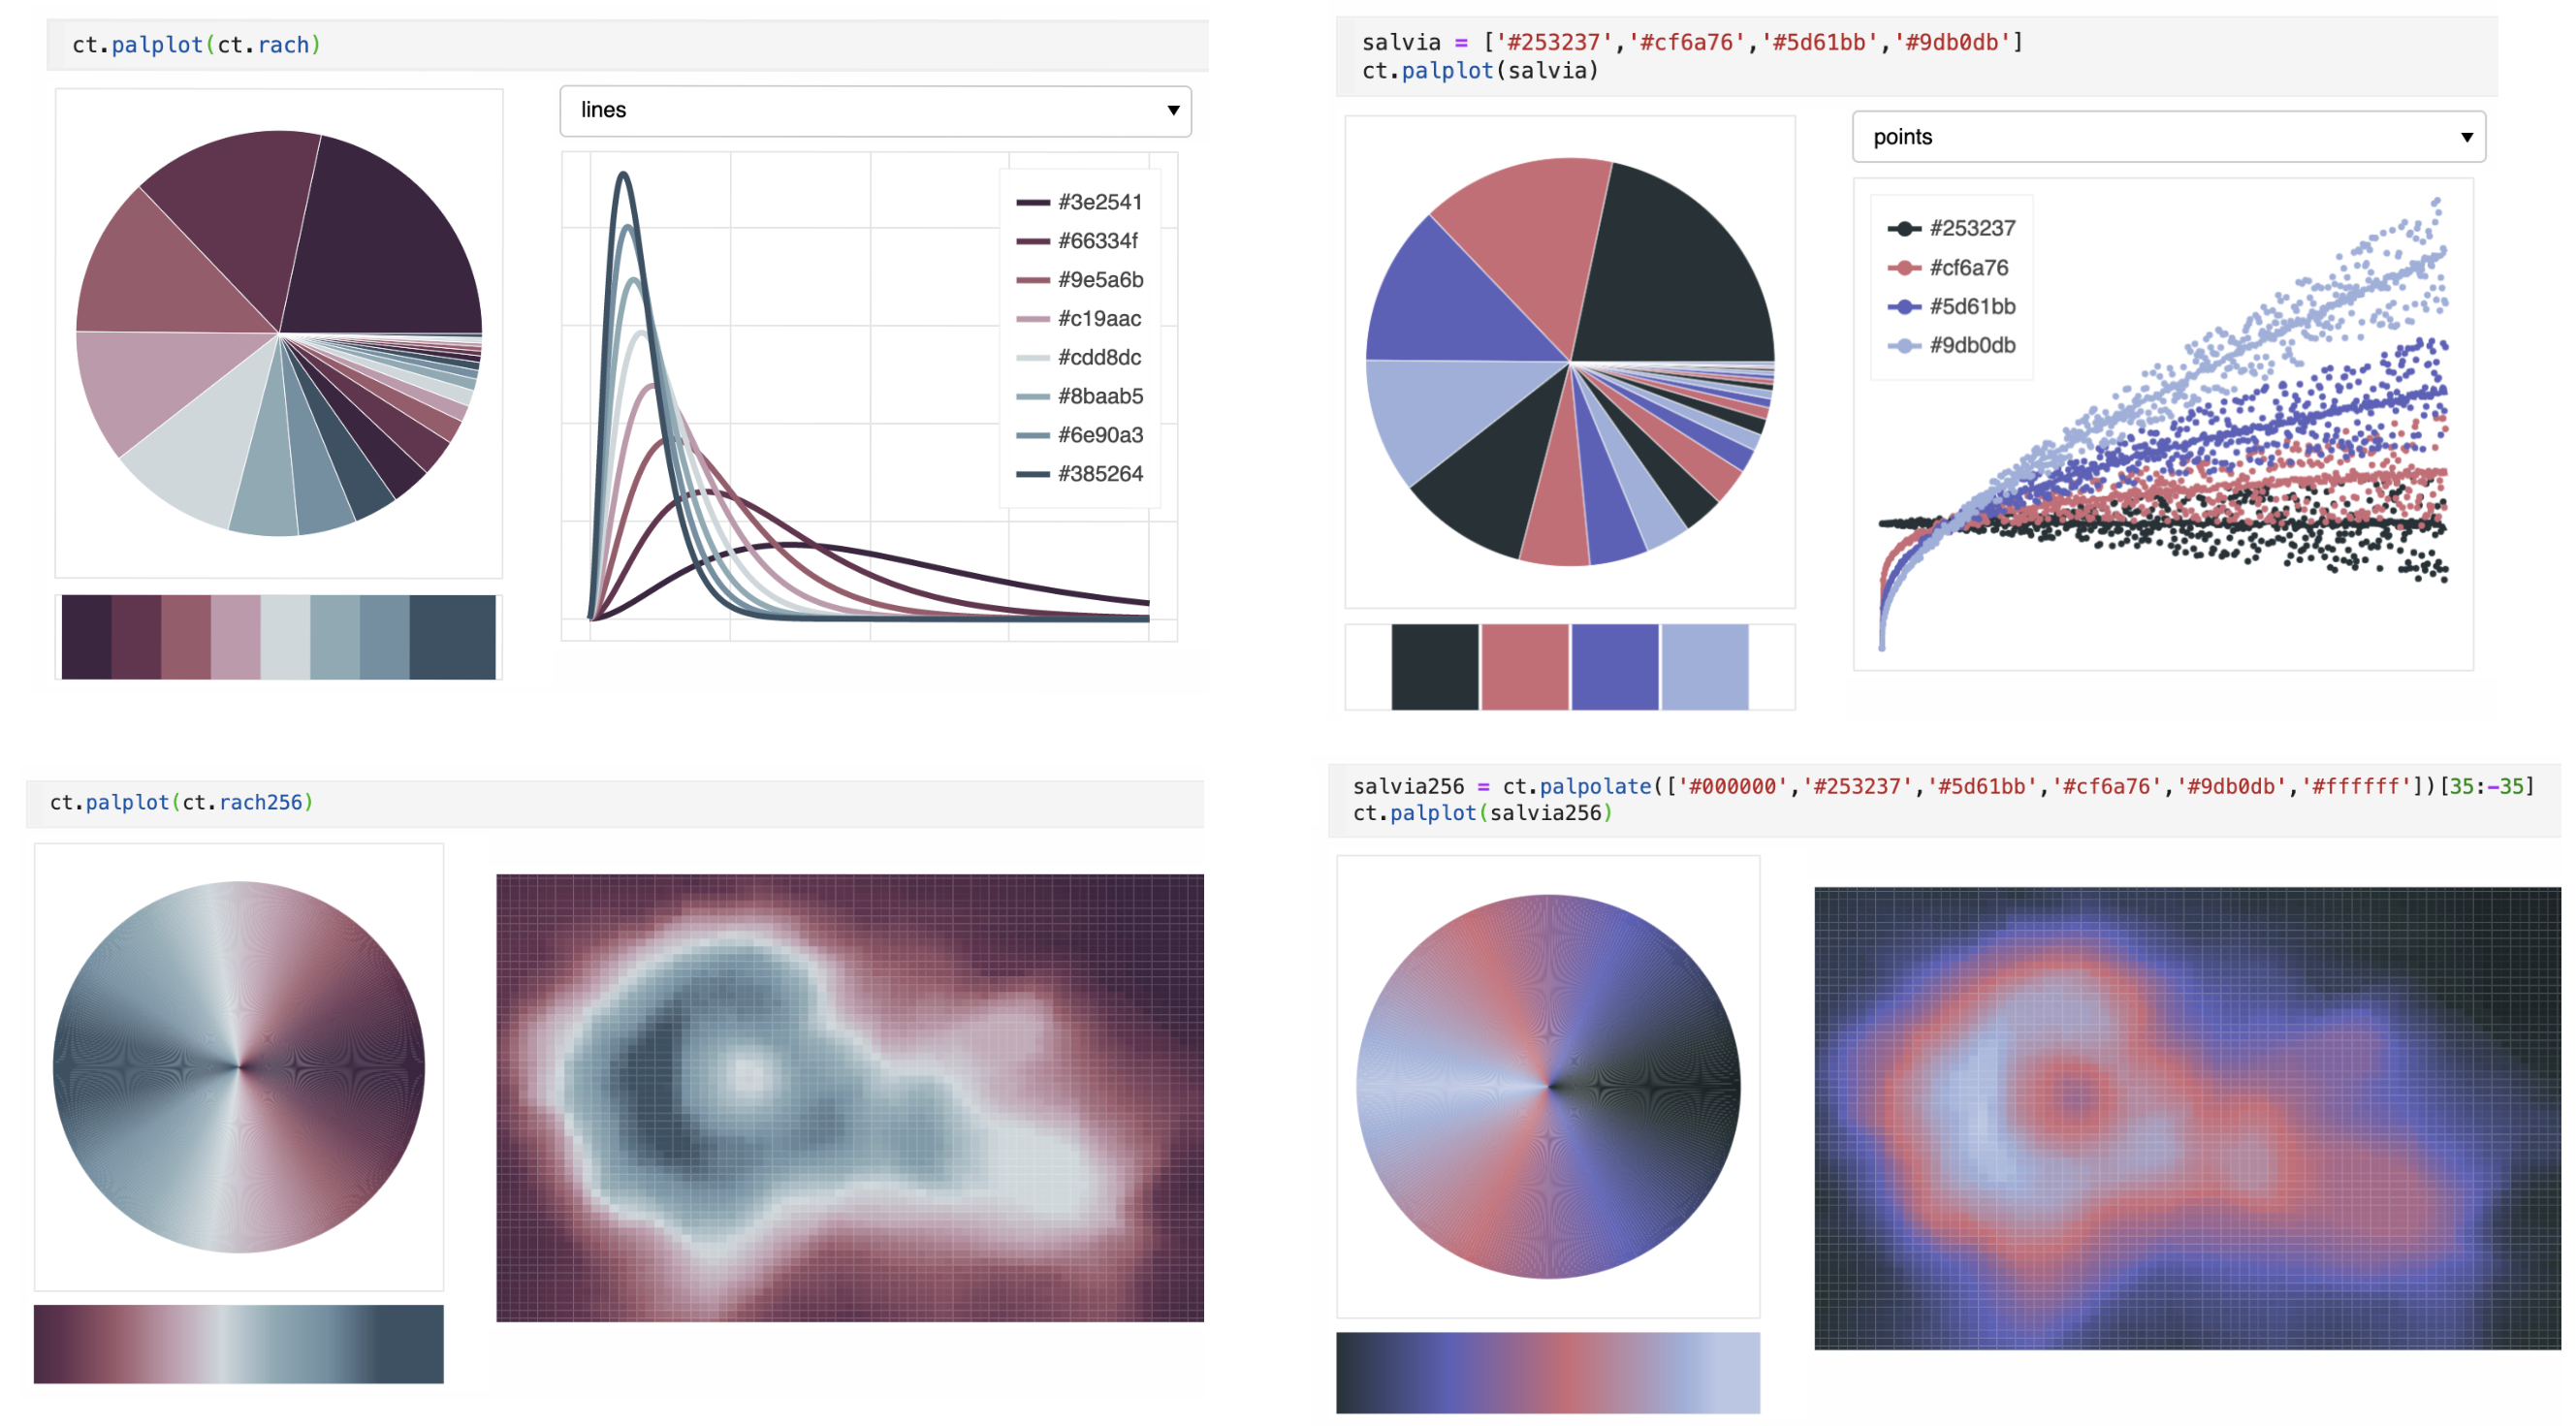 ct.palplot(ct.rach)
lines
#3e2541
#66334f
#9e5a6b
#c19aac
#cdd8dc
#8baab5
#6e90a3
#385264
salvia = ['#253237','#cf6a76','#5d61bb','#9db0db']
ct.palplot(salvia)
points
#253237
#cf6a76
#5d61bb
#9db0db
ct.palplot(ct.rach256)
salvia256 = ct.palpolate(['#000000','#253237','#5d61bb','#cf6a76','#9db0db','#ffffff'])[35:-35]
ct.palplot(salvia256)